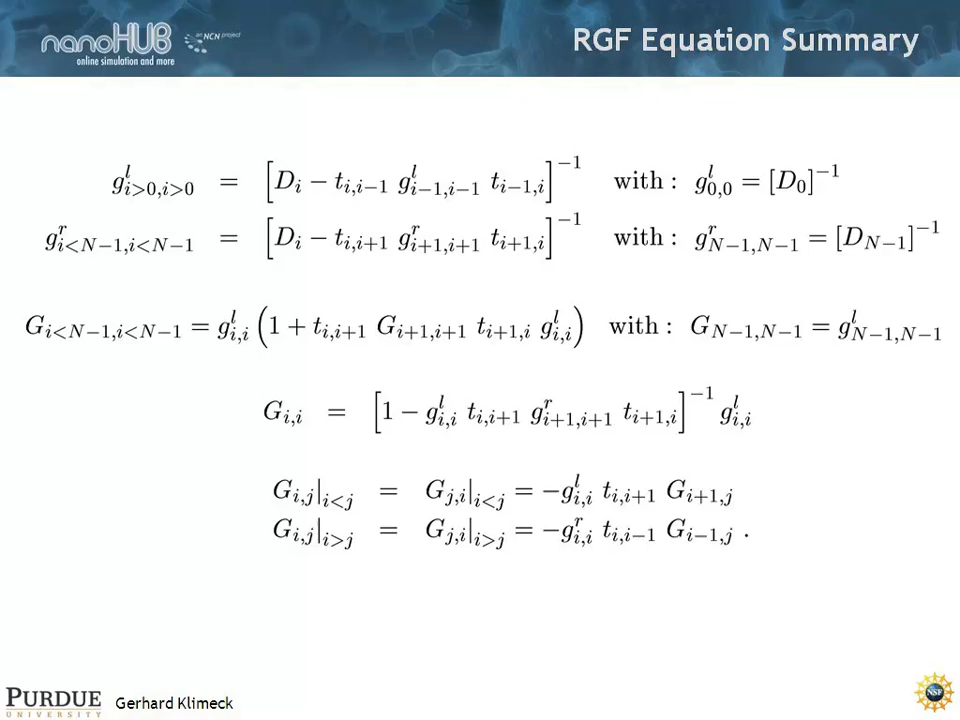 nanoHUB an NCN project
online simulation and more
RGF Equation Summary
g^l_{i>0,i>0} = [D_i − t_{i,i−1} g^l_{i−1,i−1} t_{i−1,i}]^{−1} with : g^l_{0,0} = [D_0]^{−1}
g^r_{i<N−1,i<N−1} = [D_i − t_{i,i+1} g^r_{i+1,i+1} t_{i+1,i}]^{−1} with : g^r_{N−1,N−1} = [D_{N−1}]^{−1}
G_{i<N−1,i<N−1} = g^l_{i,i} (1 + t_{i,i+1} G_{i+1,i+1} t_{i+1,i} g^l_{i,i}) with : G_{N−1,N−1} = g^l_{N−1,N−1}
G_{i,i} = [1 − g^l_{i,i} t_{i,i+1} g^r_{i+1,i+1} t_{i+1,i}]^{−1} g^l_{i,i}
G_{i,j}|_{i<j} = G_{j,i}|_{i<j} = −g^l_{i,i} t_{i,i+1} G_{i+1,j}
G_{i,j}|_{i>j} = G_{j,i}|_{i>j} = −g^r_{i,i} t_{i,i−1} G_{i−1,j} .
PURDUE
UNIVERSITY
Gerhard Klimeck
NSF